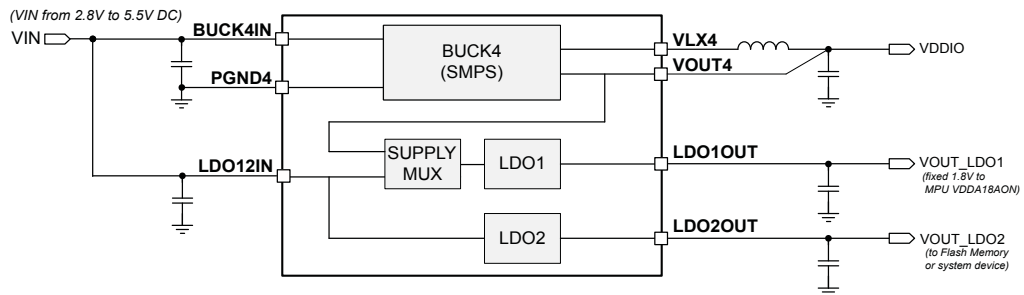 (VIN from 2.8V to 5.5V DC)
VIN
BUCK4IN
PGND4
BUCK4
(SMPS)
VLX4
VOUT4
VDDIO
LDO12IN
SUPPLY
MUX
LDO1
LDO1OUT
VOUT_LDO1
(fixed 1.8V to
MPU VDDA18AON)
LDO2
LDO2OUT
VOUT_LDO2
(to Flash Memory
or system device)